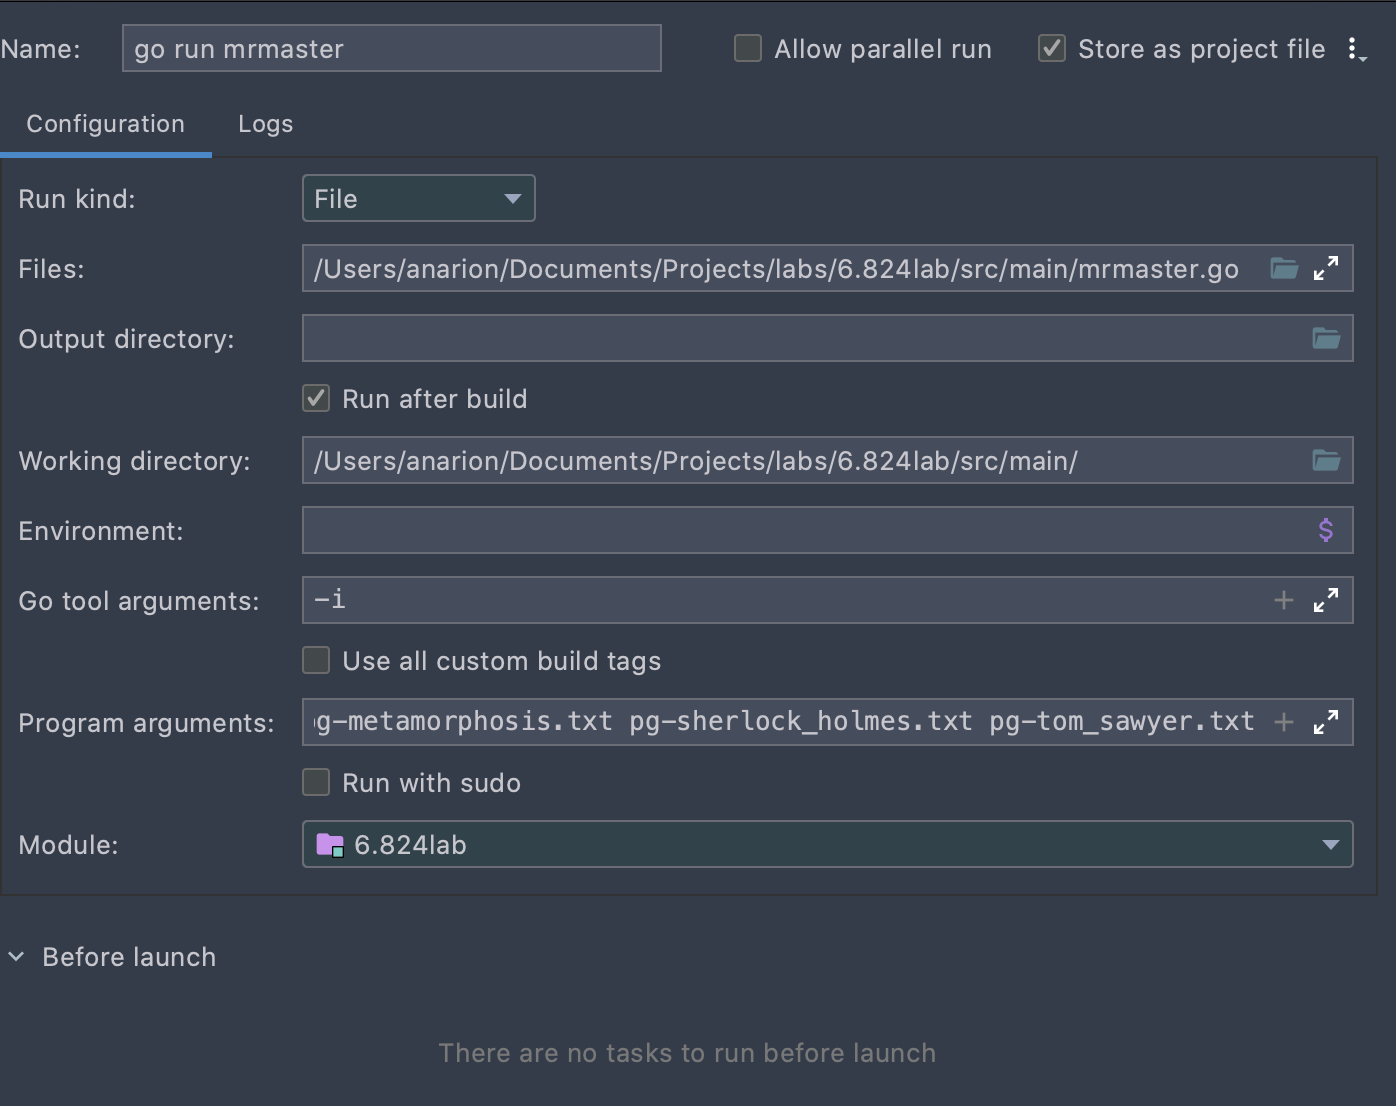 Name: go run mrmaster Allow parallel run Store as project file
Configuration Logs
Run kind: File
Files: /Users/anarion/Documents/Projects/labs/6.824lab/src/main/mrmaster.go
Output directory:
Run after build
Working directory: /Users/anarion/Documents/Projects/labs/6.824lab/src/main/
Environment: $
Go tool arguments: -i
Use all custom build tags
Program arguments: pg-metamorphosis.txt pg-sherlock_holmes.txt pg-tom_sawyer.txt
Run with sudo
Module: 6.824lab
Before launch
There are no tasks to run before launch